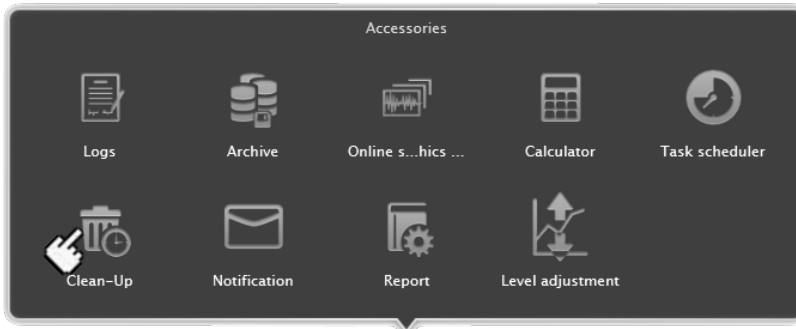 Accessories
Logs
Archive
Online s...hics ...
Calculator
Task scheduler
Clean-Up
Notification
Report
Level adjustment